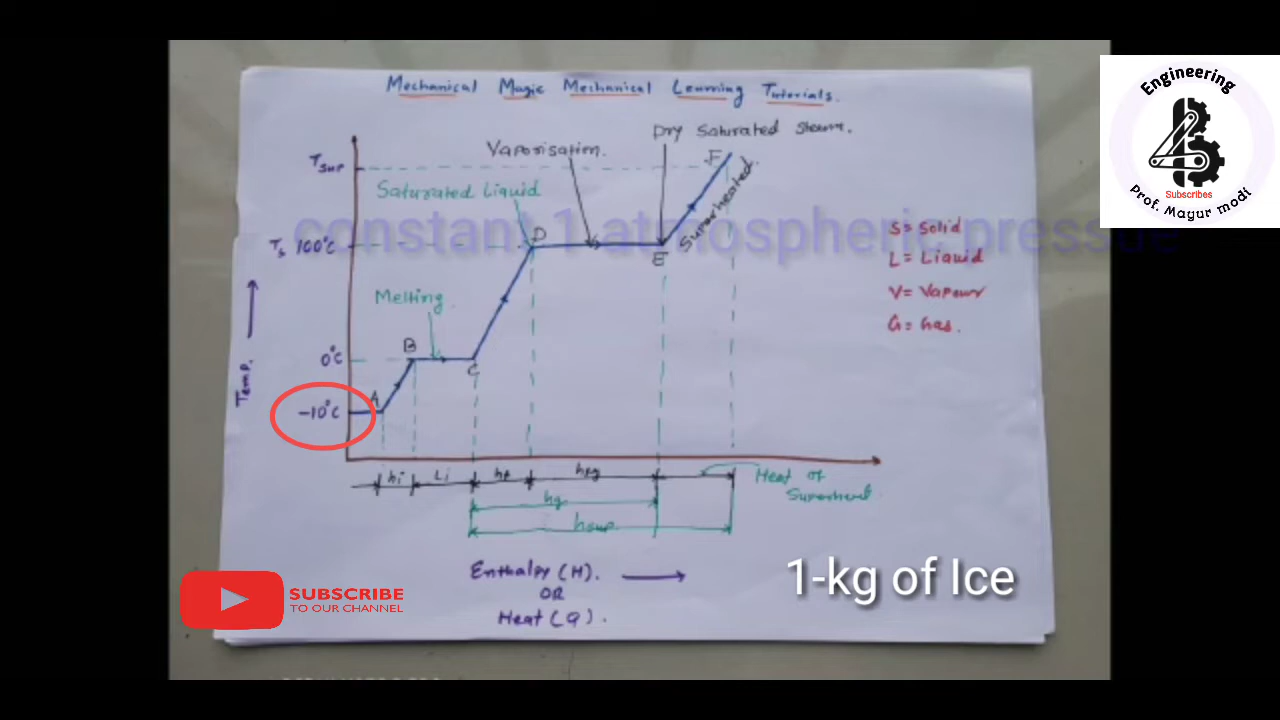 Mechanical Magic Mechanical Learning Tutorials.
Engineering
Subscribes
Prof. Mayur modi
Dry Saturated Steam.
Vaporisation.
F
Tsup
Saturated Liquid
Superheated.
constant 1 atmospheric pressue
S = Solid
Ts 100°C
D
E
L = Liquid
Melting
V = Vapour
G = Gas.
B
0°C
C
Temp.
A
-10°C
hi
Li
hf
hfg
Heat of
Superheat.
hg
hsup
Enthalpy (H).
OR
Heat (Q).
1-kg of Ice
SUBSCRIBE
TO OUR CHANNEL